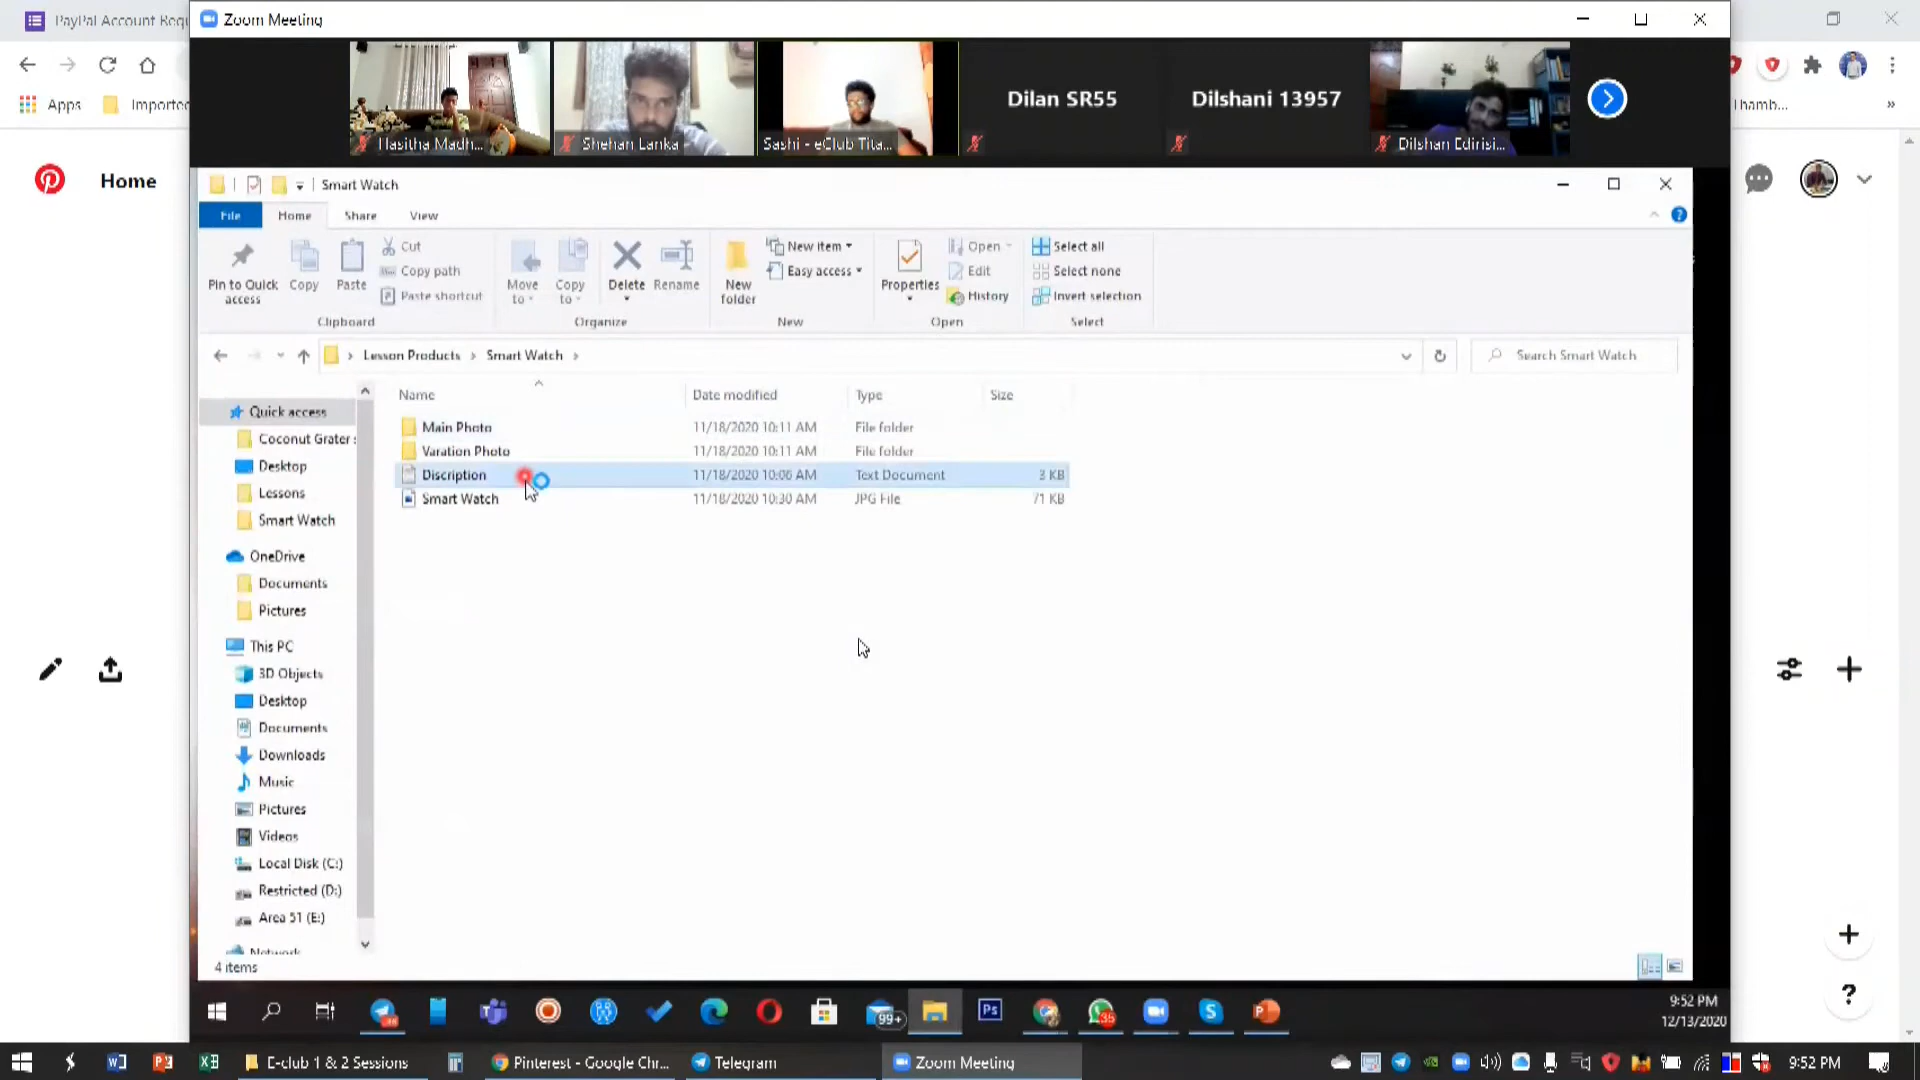 PayPal Account Requ
Zoom Meeting
Apps
Imported
Thamb...
»
Hasitha Madh...
Shehan Lanka
Sashi - eClub Tita...
Dilan SR55
Dilshani 13957
Dilshan Edirisi...
Home
Smart Watch
File
Home
Share
View
Pin to Quick access
Copy
Paste
Cut
Copy path
Paste shortcut
Clipboard
Move to
Copy to
Delete
Rename
Organize
New folder
New item
Easy access
New
Properties
Open
Edit
History
Open
Select all
Select none
Invert selection
Select
Lesson Products > Smart Watch >
Search Smart Watch
Name Date modified Type Size
Main Photo 11/18/2020 10:11 AM File folder
Varation Photo 11/18/2020 10:11 AM File folder
Discription 11/18/2020 10:06 AM Text Document 3 KB
Smart Watch 11/18/2020 10:30 AM JPG File 71 KB
Quick access
Coconut Grater s
Desktop
Lessons
Smart Watch
OneDrive
Documents
Pictures
This PC
3D Objects
Desktop
Documents
Downloads
Music
Pictures
Videos
Local Disk (C:)
Restricted (D:)
Area 51 (E:)
Network
4 items
99+
Ps
35
9:52 PM
12/13/2020
E-club 1 & 2 Sessions
Pinterest - Google Chr...
Telegram
Zoom Meeting
9:52 PM